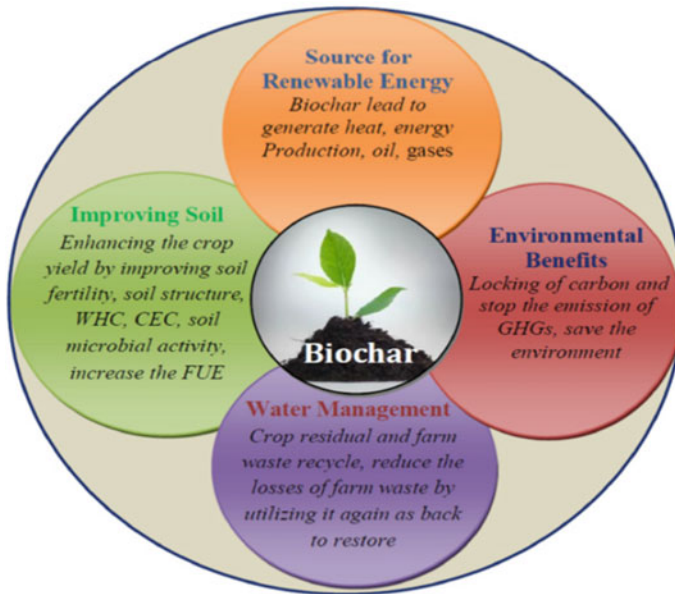 Source for
Renewable Energy
Biochar lead to
generate heat, energy
Production, oil, gases
Improving Soil
Enhancing the crop
yield by improving soil
fertility, soil structure,
WHC, CEC, soil
microbial activity,
increase the FUE
Biochar
Environmental
Benefits
Locking of carbon and
stop the emission of
GHGs, save the
environment
Water Management
Crop residual and farm
waste recycle, reduce the
losses of farm waste by
utilizing it again as back
to restore